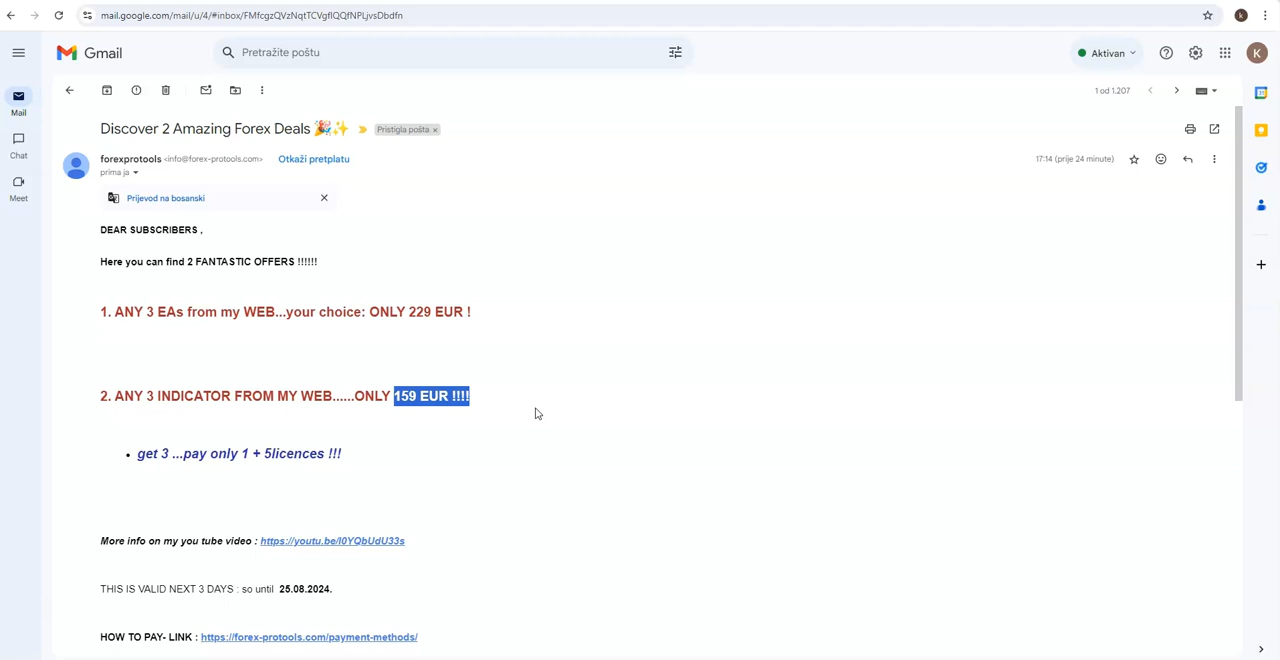 mail.google.com/mail/u/4/#inbox/FMfcgzQVzNqtTCVgflQQfNPLjvsDbdfn
k
Gmail
Pretražite poštu
Aktivan
K
Mail
Chat
Meet
1 od 1.207
Discover 2 Amazing Forex Deals 🎉✨
Pristigla pošta ×
forexprotools <info@forex-protools.com> Otkaži pretplatu
17:14 (prije 24 minute)
prima ja
Prijevod na bosanski
DEAR SUBSCRIBERS ,
Here you can find 2 FANTASTIC OFFERS !!!!!!
1. ANY 3 EAs from my WEB...your choice: ONLY 229 EUR !
2. ANY 3 INDICATOR FROM MY WEB......ONLY 159 EUR !!!!
• get 3 ...pay only 1 + 5licences !!!
More info on my you tube video : https://youtu.be/I0YQbUdU33s
THIS IS VALID NEXT 3 DAYS : so until 25.08.2024.
HOW TO PAY- LINK : https://forex-protools.com/payment-methods/